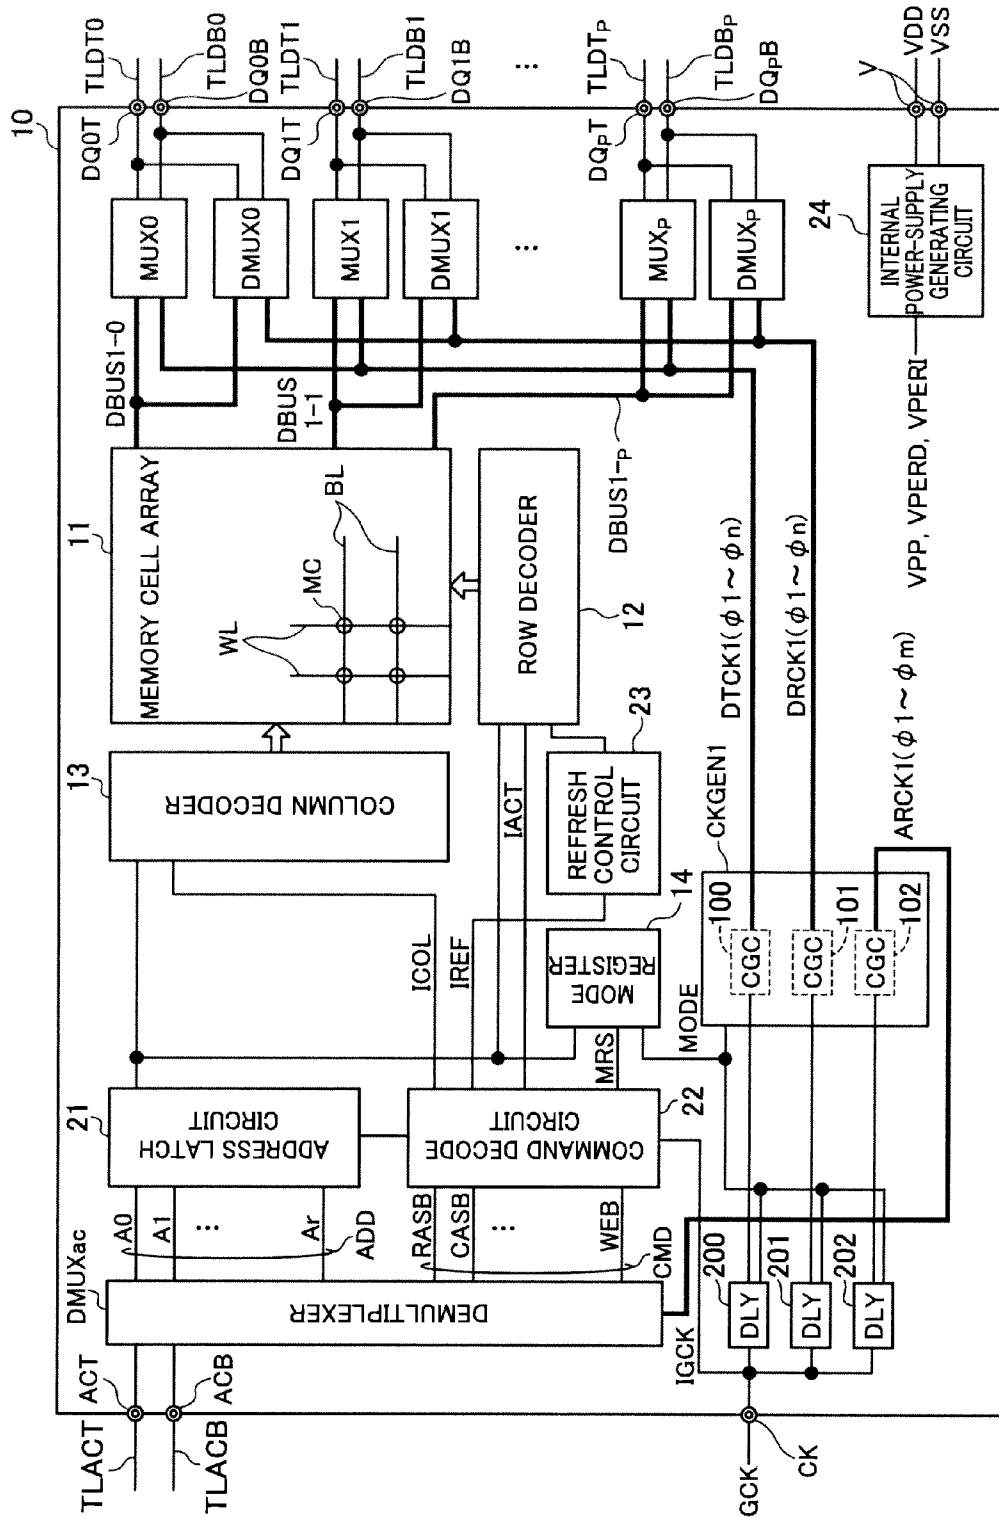 10
TLDT0
TLDB0
DQ0T
DQ0B
TLDT1
TLDB1
DQ1T
DQ1B
...
TLDTP
TLDBP
DQPT
DQPB
V
VDD
VSS
MUX0
DMUX0
MUX1
DMUX1
...
MUXP
DMUXP
24
INTERNAL
POWER-SUPPLY
GENERATING
CIRCUIT
VPP, VPERD, VPERI
DBUS1-0
DBUS
1-1
DBUS1-P
11
MEMORY CELL ARRAY
WL
MC
BL
ROW DECODER
12
13
COLUMN DECODER
IACT
23
REFRESH
CONTROL
CIRCUIT
DTCK1(ϕ1~ϕn)
DRCK1(ϕ1~ϕn)
ARCK1(ϕ1~ϕm)
CKGEN1
100
CGC
101
CGC
102
CGC
14
MODE
REGISTER
ICOL
IREF
MRS
MODE
21
ADDRESS LATCH
CIRCUIT
22
COMMAND DECODE
CIRCUIT
A0
A1
...
Ar
ADD
RASB
CASB
...
WEB
CMD
DMUXac
DEMULTIPLEXER
IGCK
200
DLY
201
DLY
202
DLY
ACT
ACB
TLACT
TLACB
GCK
CK